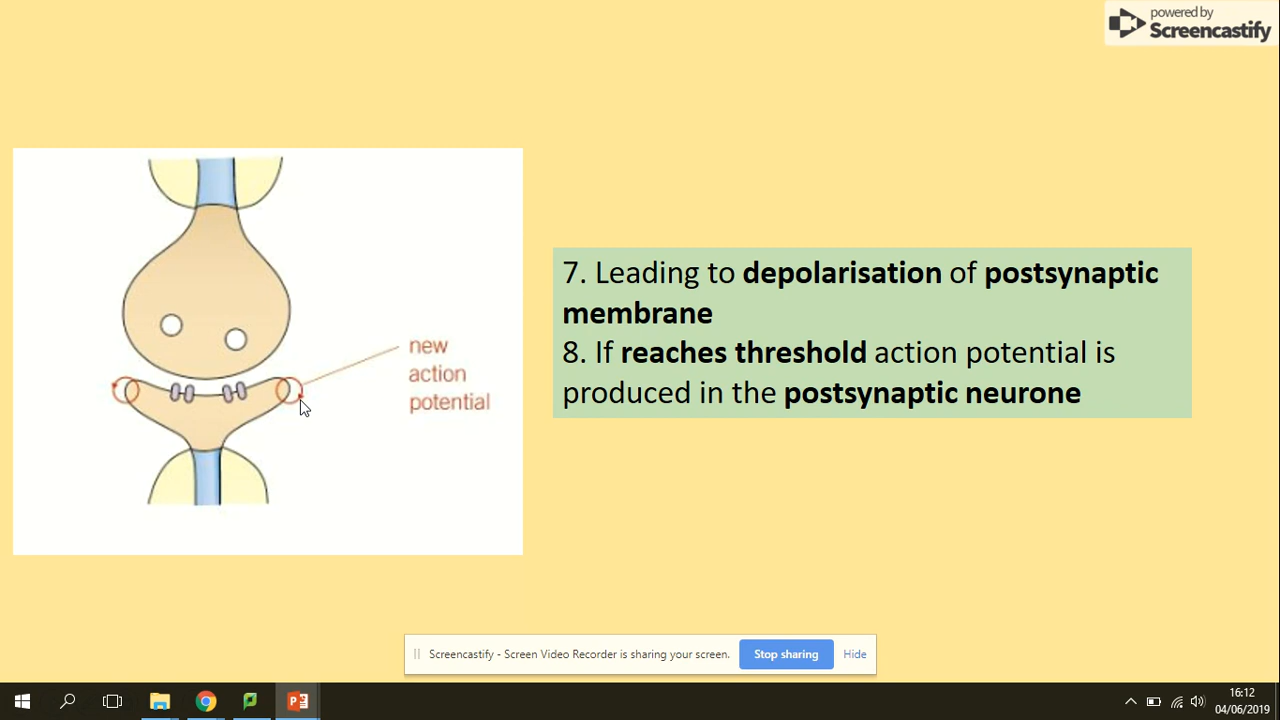 powered by
Screencastify
7. Leading to depolarisation of postsynaptic
membrane
8. If reaches threshold action potential is
produced in the postsynaptic neurone
new
action
potential
Screencastify - Screen Video Recorder is sharing your screen.
Stop sharing
Hide
16:12
04/06/2019